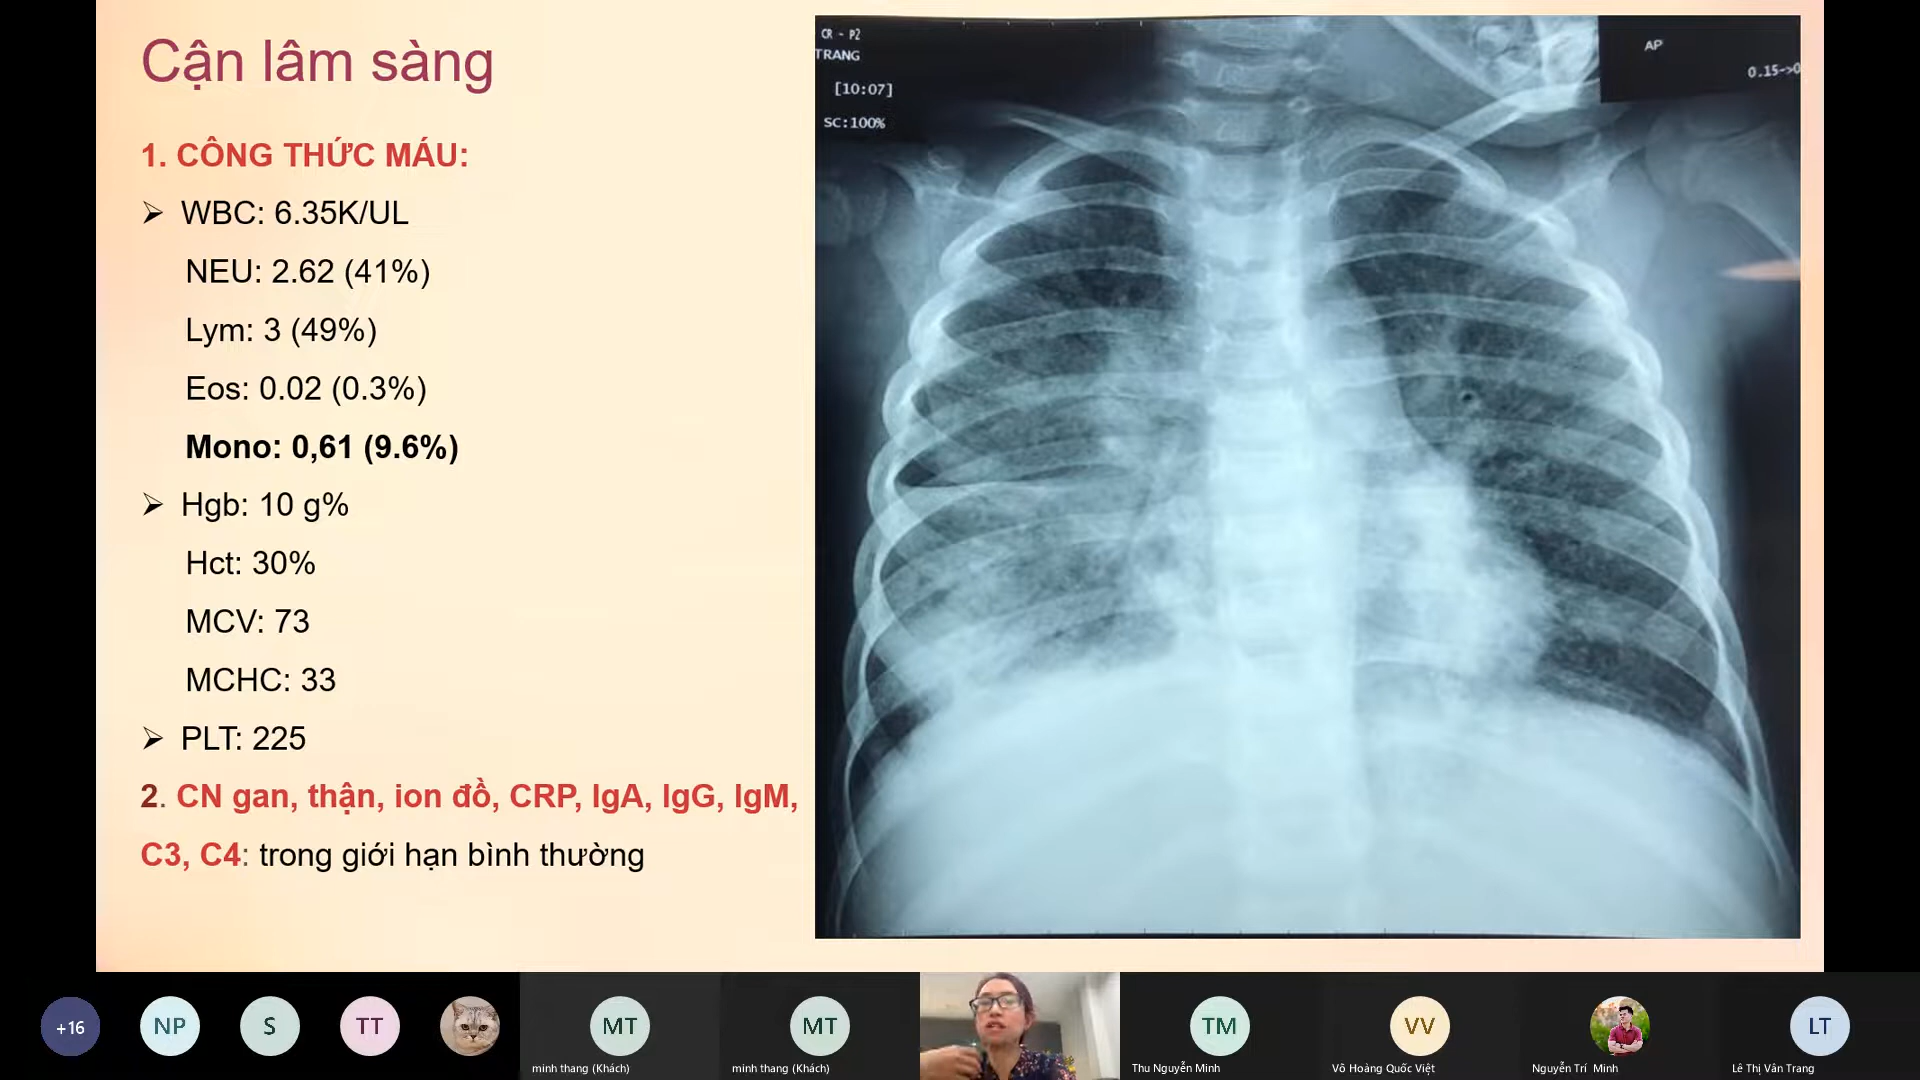 Cận lâm sàng
1. CÔNG THỨC MÁU:
➢ WBC: 6.35K/UL
NEU: 2.62 (41%)
Lym: 3 (49%)
Eos: 0.02 (0.3%)
Mono: 0,61 (9.6%)
➢ Hgb: 10 g%
Hct: 30%
MCV: 73
MCHC: 33
➢ PLT: 225
2. CN gan, thận, ion đồ, CRP, IgA, IgG, IgM,
C3, C4: trong giới hạn bình thường
CR - P2
TRANG
[10:07]
SC:100%
AP
0.15->0
+16
NP
S
TT
MT
minh thang (Khách)
MT
minh thang (Khách)
TM
Thu Nguyễn Minh
VV
Võ Hoàng Quốc Việt
Nguyễn Trí Minh
LT
Lê Thị Vân Trang